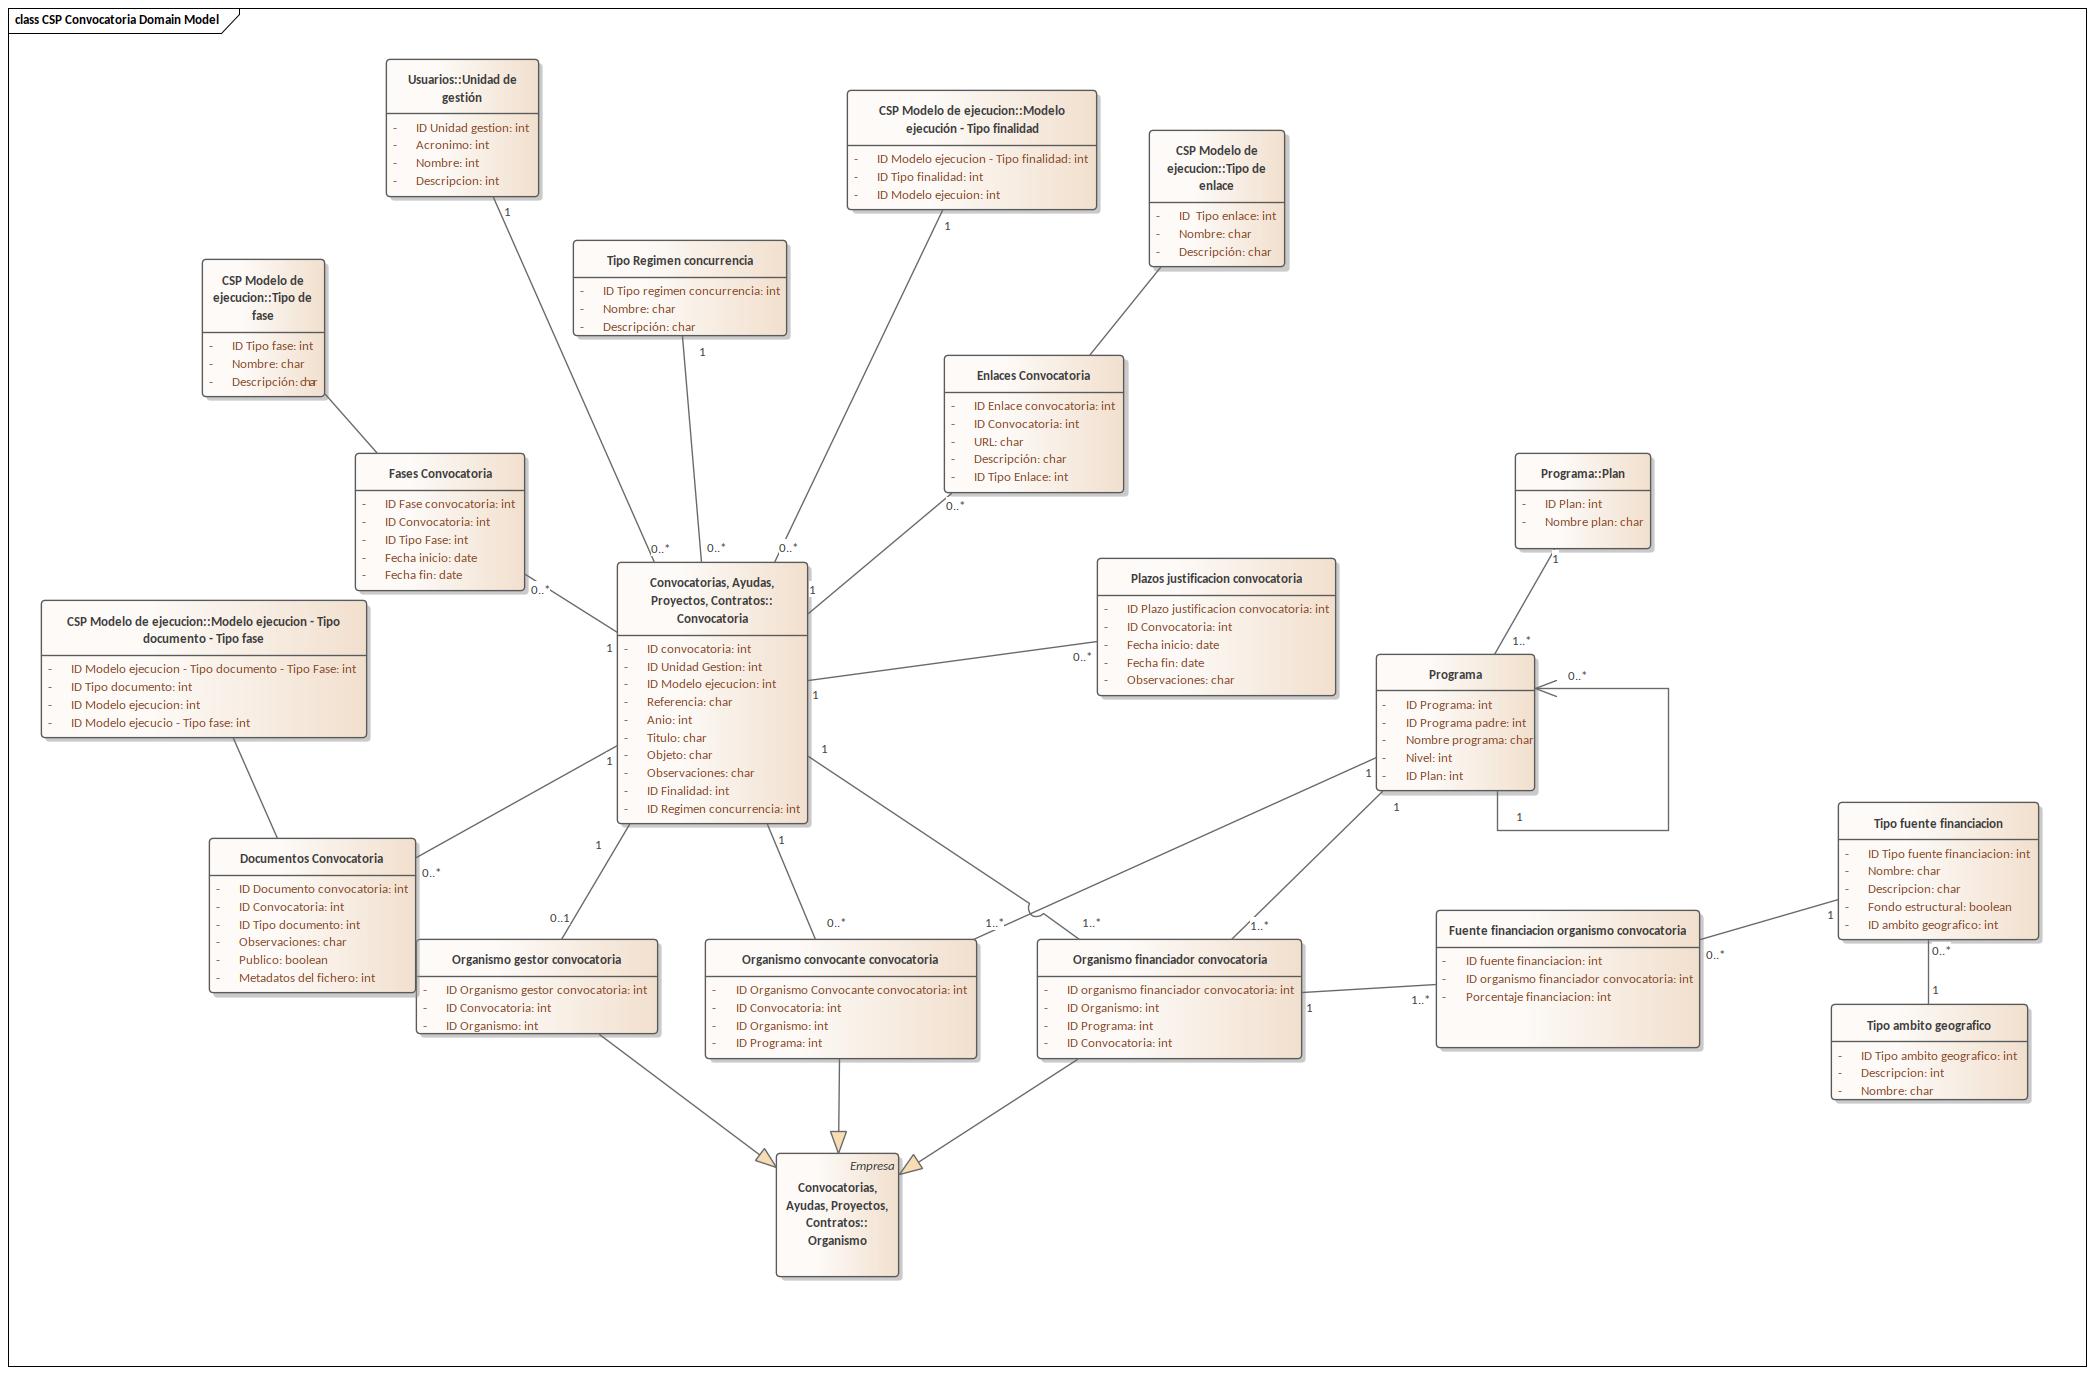 class CSP Convocatoria Domain Model
Usuarios::Unidad de
gestión
- ID Unidad gestion: int
- Acronimo: int
- Nombre: int
- Descripcion: int
1
CSP Modelo de ejecucion::Modelo
ejecución - Tipo finalidad
- ID Modelo ejecucion - Tipo finalidad: int
- ID Tipo finalidad: int
- ID Modelo ejecuion: int
1
CSP Modelo de
ejecucion::Tipo de
enlace
- ID Tipo enlace: int
- Nombre: char
- Descripción: char
Tipo Regimen concurrencia
- ID Tipo regimen concurrencia: int
- Nombre: char
- Descripción: char
1
CSP Modelo de
ejecucion::Tipo de
fase
- ID Tipo fase: int
- Nombre: char
- Descripción: char
Enlaces Convocatoria
- ID Enlace convocatoria: int
- ID Convocatoria: int
- URL: char
- Descripción: char
- ID Tipo Enlace: int
0..*
Fases Convocatoria
- ID Fase convocatoria: int
- ID Convocatoria: int
- ID Tipo Fase: int
- Fecha inicio: date
- Fecha fin: date
0..*
Programa::Plan
- ID Plan: int
- Nombre plan: char
1
0..*
0..*
0..*
1
Convocatorias, Ayudas,
Proyectos, Contratos::
Convocatoria
- ID convocatoria: int
- ID Unidad Gestion: int
- ID Modelo ejecucion: int
- Referencia: char
- Anio: int
- Titulo: char
- Objeto: char
- Observaciones: char
- ID Finalidad: int
- ID Regimen concurrencia: int
1
1
1
1
1
1
Plazos justificacion convocatoria
- ID Plazo justificacion convocatoria: int
- ID Convocatoria: int
- Fecha inicio: date
- Fecha fin: date
- Observaciones: char
0..*
CSP Modelo de ejecucion::Modelo ejecucion - Tipo
documento - Tipo fase
- ID Modelo ejecucion - Tipo documento - Tipo Fase: int
- ID Tipo documento: int
- ID Modelo ejecucion: int
- ID Modelo ejecucio - Tipo fase: int
1..*
Programa
- ID Programa: int
- ID Programa padre: int
- Nombre programa: char
- Nivel: int
- ID Plan: int
0..*
1
1
1
Tipo fuente financiacion
- ID Tipo fuente financiacion: int
- Nombre: char
- Descripcion: char
- Fondo estructural: boolean
- ID ambito geografico: int
1
0..*
Documentos Convocatoria
- ID Documento convocatoria: int
- ID Convocatoria: int
- ID Tipo documento: int
- Observaciones: char
- Publico: boolean
- Metadatos del fichero: int
0..*
0..1
0..*
1..*
1..*
1..*
Organismo gestor convocatoria
- ID Organismo gestor convocatoria: int
- ID Convocatoria: int
- ID Organismo: int
Organismo convocante convocatoria
- ID Organismo Convocante convocatoria: int
- ID Convocatoria: int
- ID Organismo: int
- ID Programa: int
Organismo financiador convocatoria
- ID organismo financiador convocatoria: int
- ID Organismo: int
- ID Programa: int
- ID Convocatoria: int
1
Fuente financiacion organismo convocatoria
- ID fuente financiacion: int
- ID organismo financiador convocatoria: int
- Porcentaje financiacion: int
1..*
0..*
1
Tipo ambito geografico
- ID Tipo ambito geografico: int
- Descripcion: int
- Nombre: char
Empresa
Convocatorias,
Ayudas, Proyectos,
Contratos::
Organismo